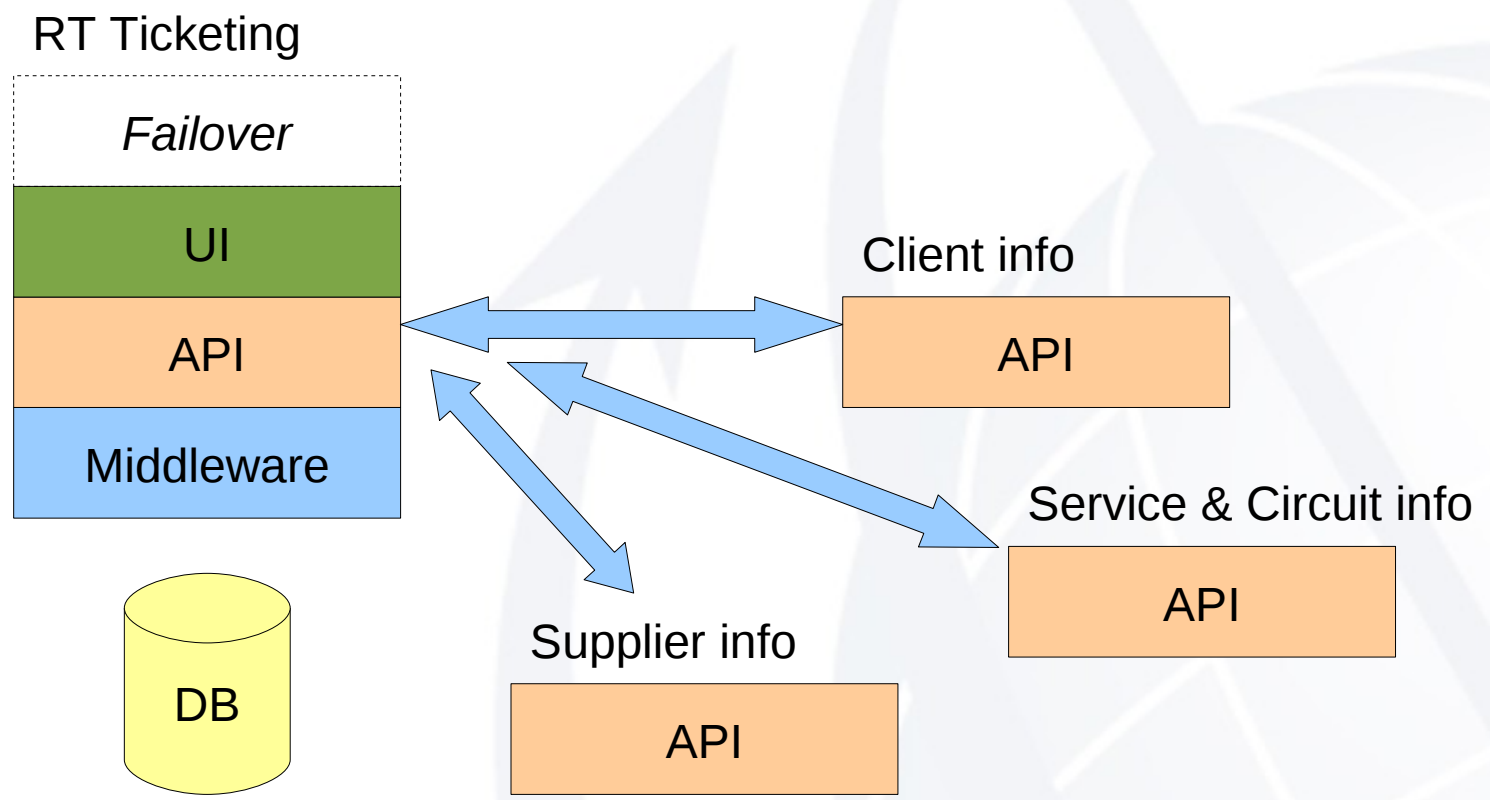 RT Ticketing
Failover
UI
API
Middleware
DB
Client info
API
Service & Circuit info
API
Supplier info
API